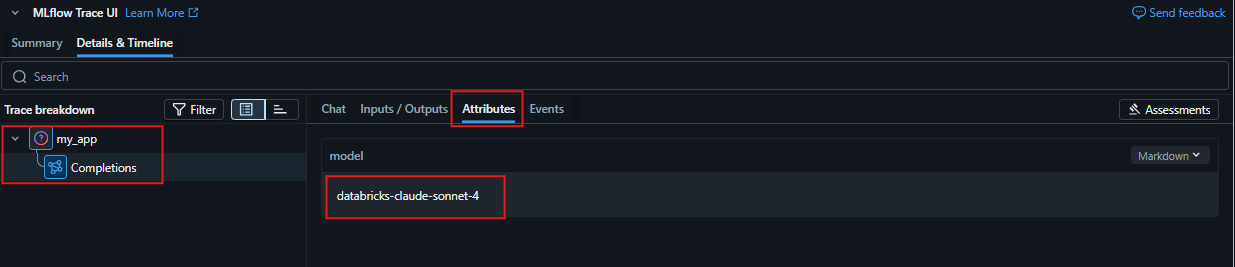 MLflow Trace UI Learn More
Send feedback
Summary Details & Timeline
Search
Trace breakdown Filter
my_app
Completions
Chat Inputs / Outputs Attributes Events
Assessments
model Markdown
databricks-claude-sonnet-4